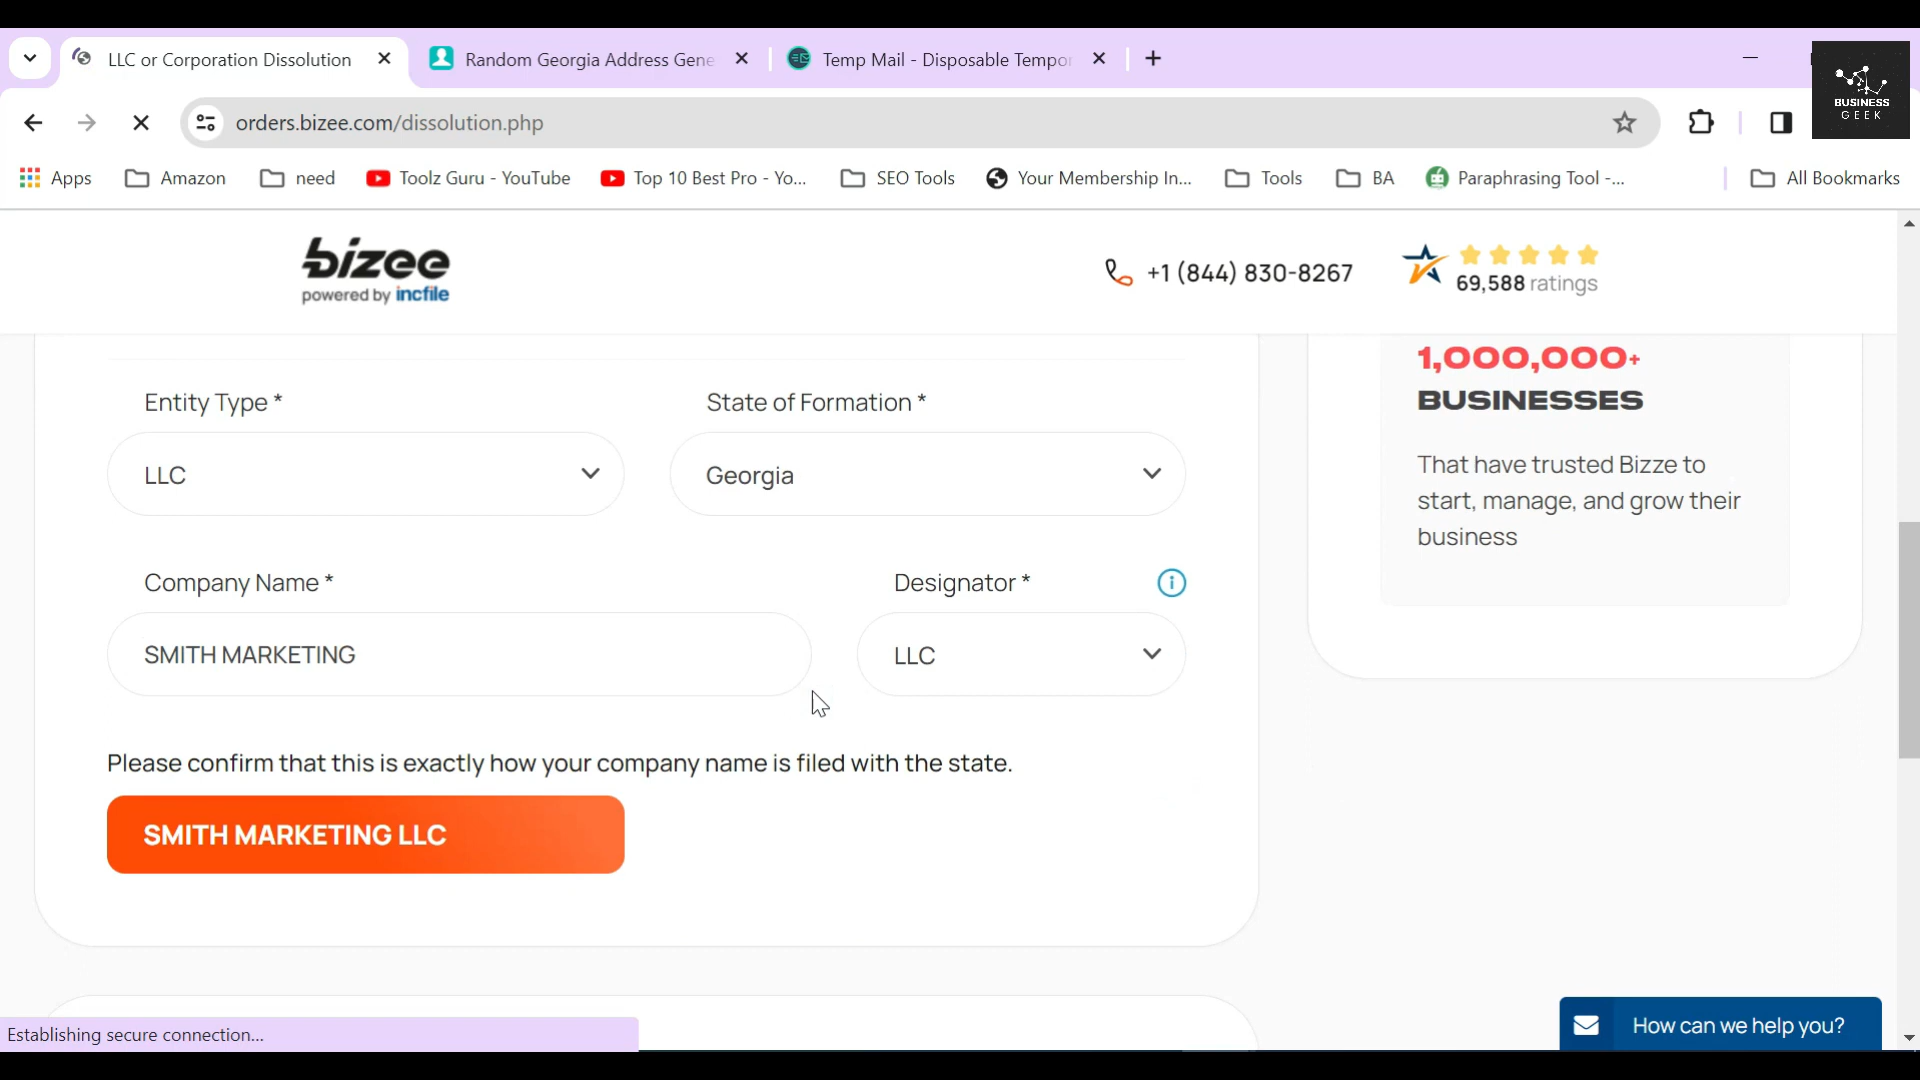 LLC or Corporation Dissolution
Random Georgia Address Gene
Temp Mail - Disposable Tempor
BUSINESS
GEEK
orders.bizee.com/dissolution.php
Apps
Amazon
need
Toolz Guru - YouTube
Top 10 Best Pro - Yo...
SEO Tools
Your Membership In...
Tools
BA
Paraphrasing Tool -...
All Bookmarks
bizee
powered by incfile
+1 (844) 830-8267
69,588 ratings
Entity Type *
State of Formation *
LLC
Georgia
Company Name *
Designator *
SMITH MARKETING
LLC
Please confirm that this is exactly how your company name is filed with the state.
SMITH MARKETING LLC
1,000,000+
BUSINESSES
That have trusted Bizze to
start, manage, and grow their
business
Establishing secure connection...
How can we help you?